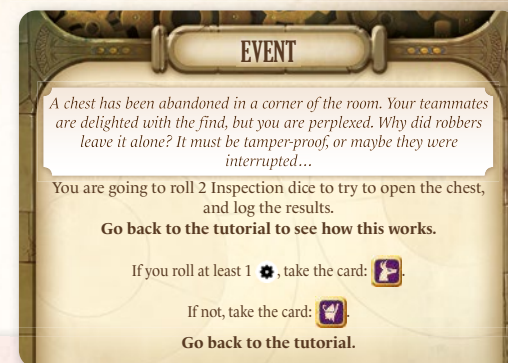 EVENT
A chest has been abandoned in a corner of the room. Your teammates
are delighted with the find, but you are perplexed. Why did robbers
leave it alone? It must be tamper-proof, or maybe they were
interrupted…
You are going to roll 2 Inspection dice to try to open the chest,
and log the results.
Go back to the tutorial to see how this works.
If you roll at least 1 , take the card: .
If not, take the card: .
Go back to the tutorial.